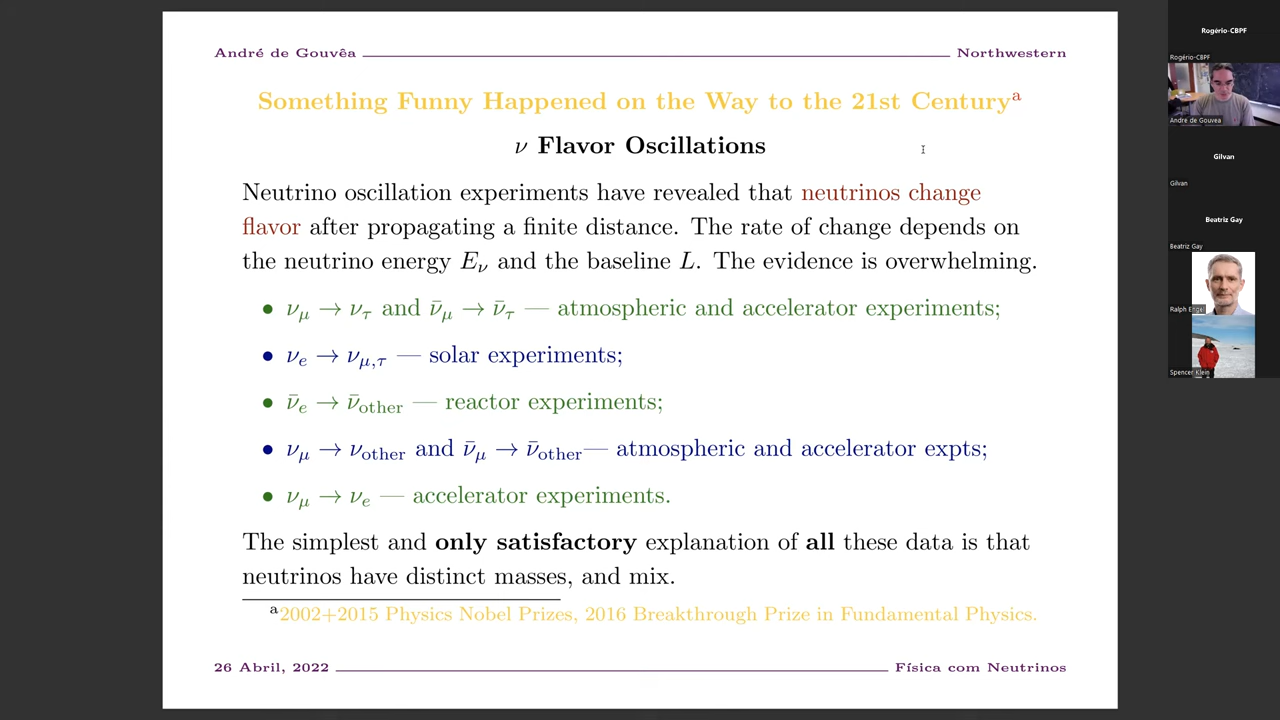 André de Gouvêa Northwestern
Something Funny Happened on the Way to the 21st Century^a
ν Flavor Oscillations
Neutrino oscillation experiments have revealed that neutrinos change
flavor after propagating a finite distance. The rate of change depends on
the neutrino energy E_ν and the baseline L. The evidence is overwhelming.
• ν_μ → ν_τ and ν̄_μ → ν̄_τ — atmospheric and accelerator experiments;
• ν_e → ν_μ,τ — solar experiments;
• ν̄_e → ν̄_other — reactor experiments;
• ν_μ → ν_other and ν̄_μ → ν̄_other— atmospheric and accelerator expts;
• ν_μ → ν_e — accelerator experiments.
The simplest and only satisfactory explanation of all these data is that
neutrinos have distinct masses, and mix.
^a2002+2015 Physics Nobel Prizes, 2016 Breakthrough Prize in Fundamental Physics.
26 Abril, 2022 Física com Neutrinos
Rogério-CBPF
Rogério-CBPF
Andre de Gouvea
Gilvan
Gilvan
Beatriz Gay
Beatriz Gay
Ralph Engel
Spencer Klein